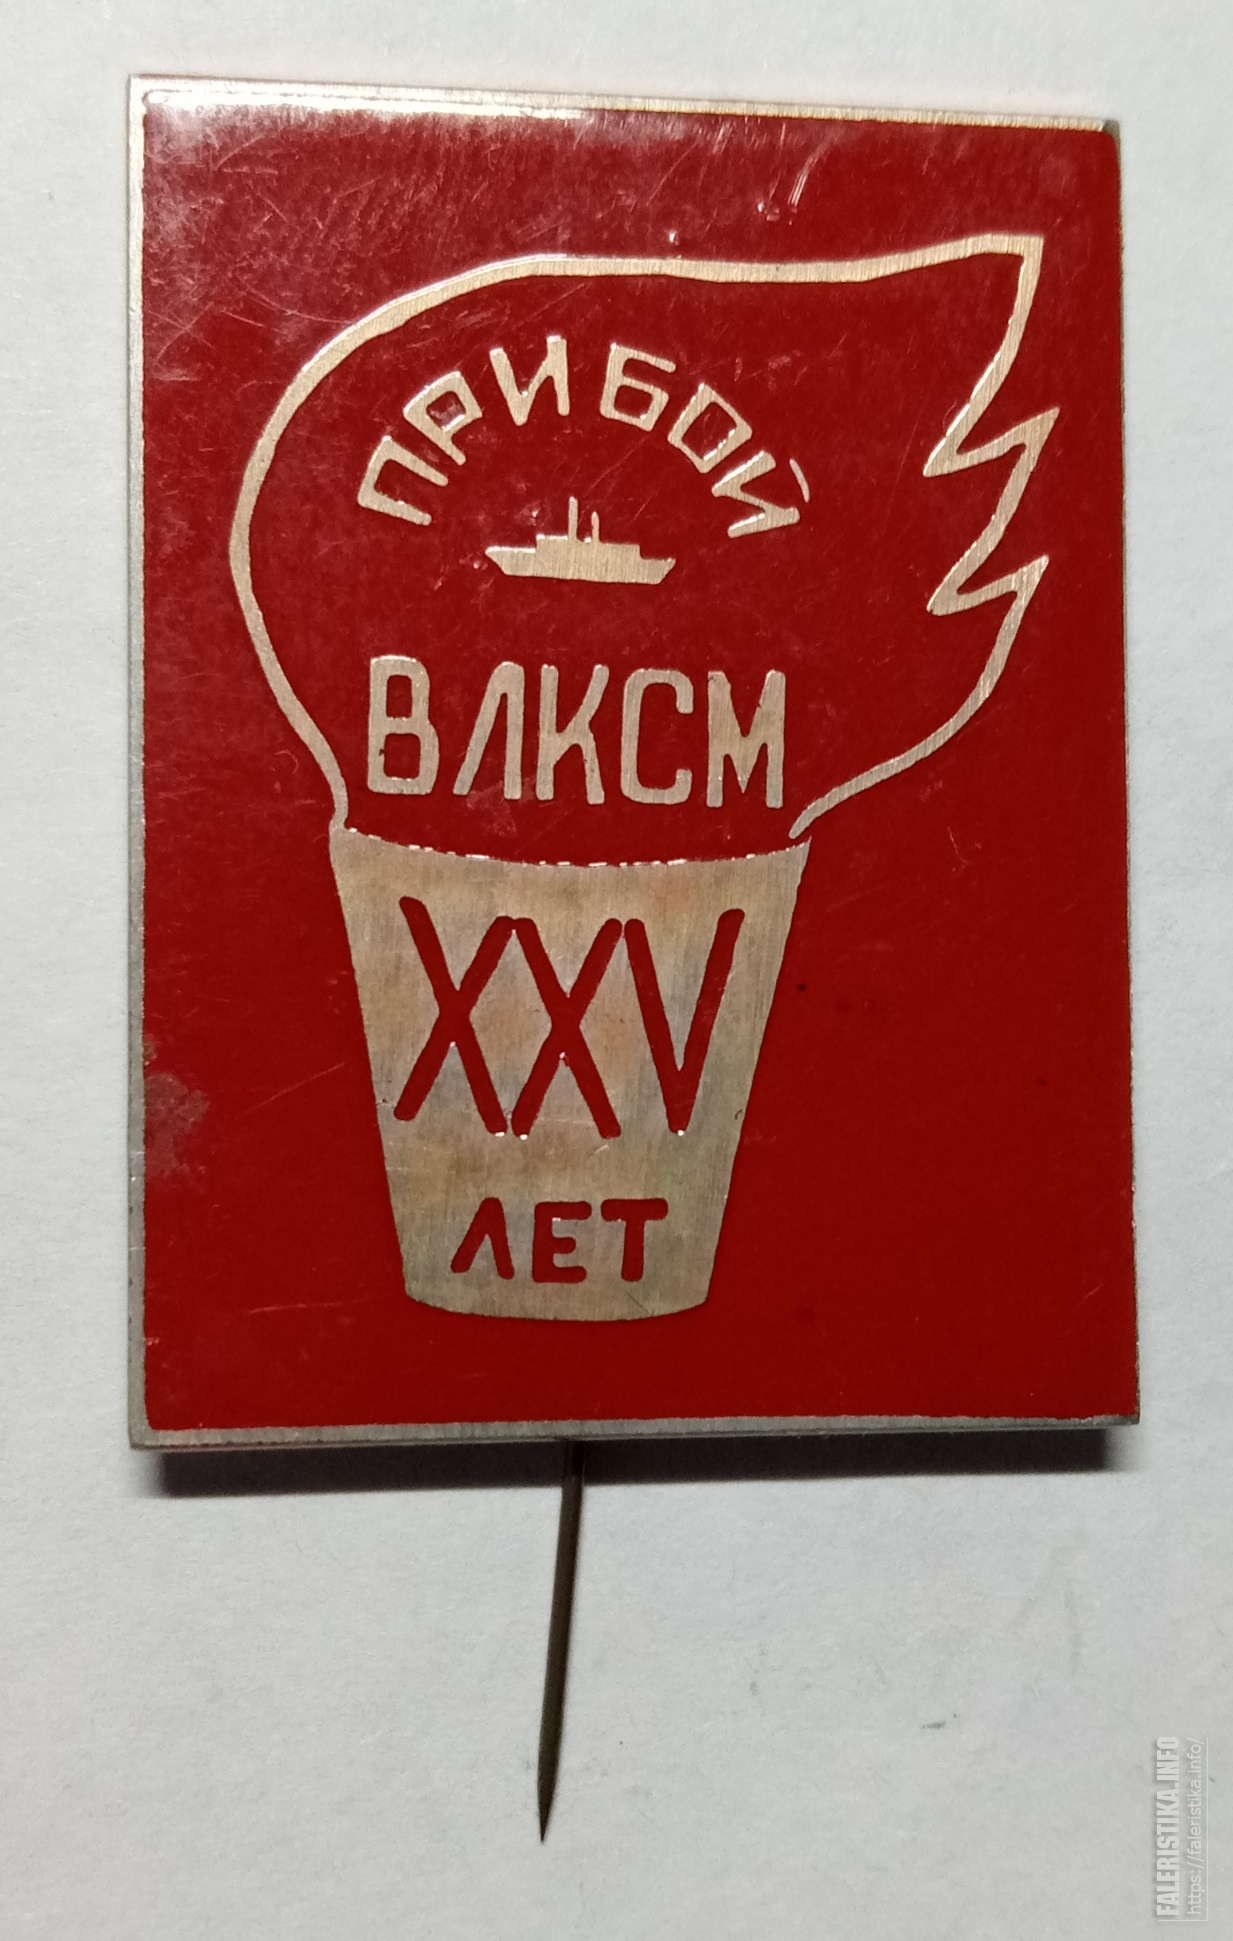 ПРИБОЙ
ВЛКСМ
XXV
ЛЕТ
FALERISTIKA.INFO
https://faleristika.info/